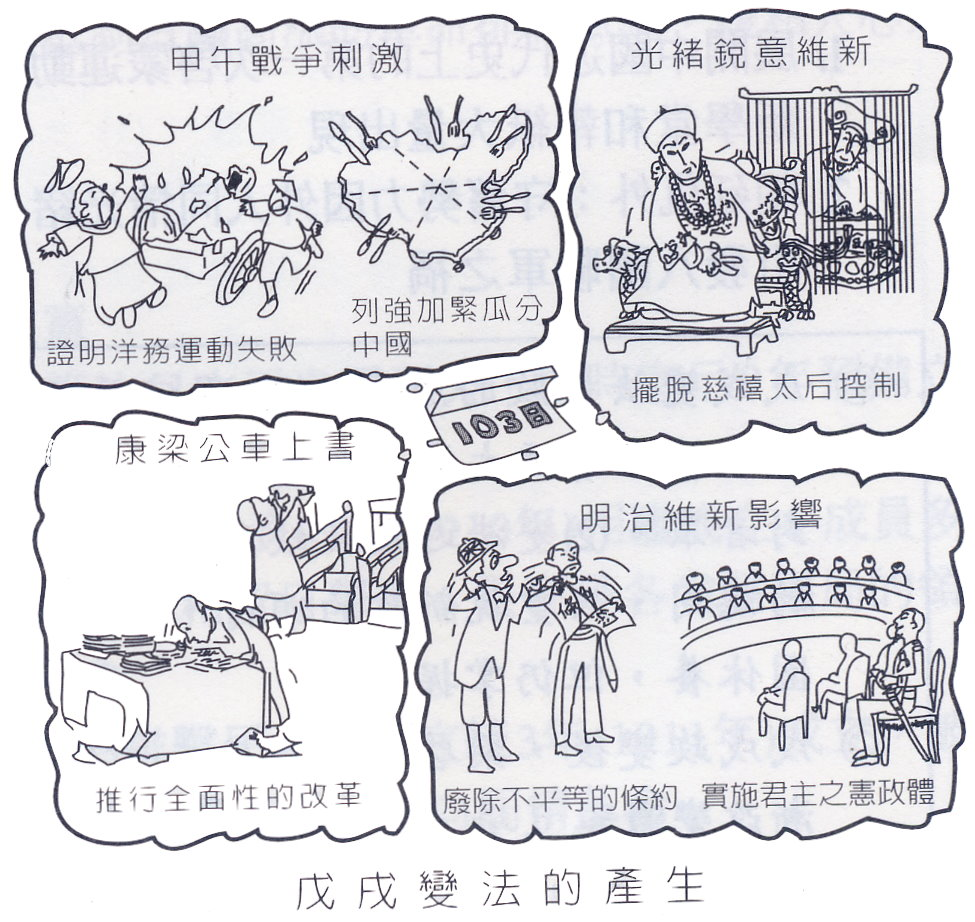 甲午戰爭刺激
證明洋務運動失敗
列強加緊瓜分
中國
光緒銳意維新
擺脫慈禧太后控制
103日
康梁公車上書
推行全面性的改革
明治維新影響
廢除不平等的條約
實施君主之憲政體
戊戌變法的產生